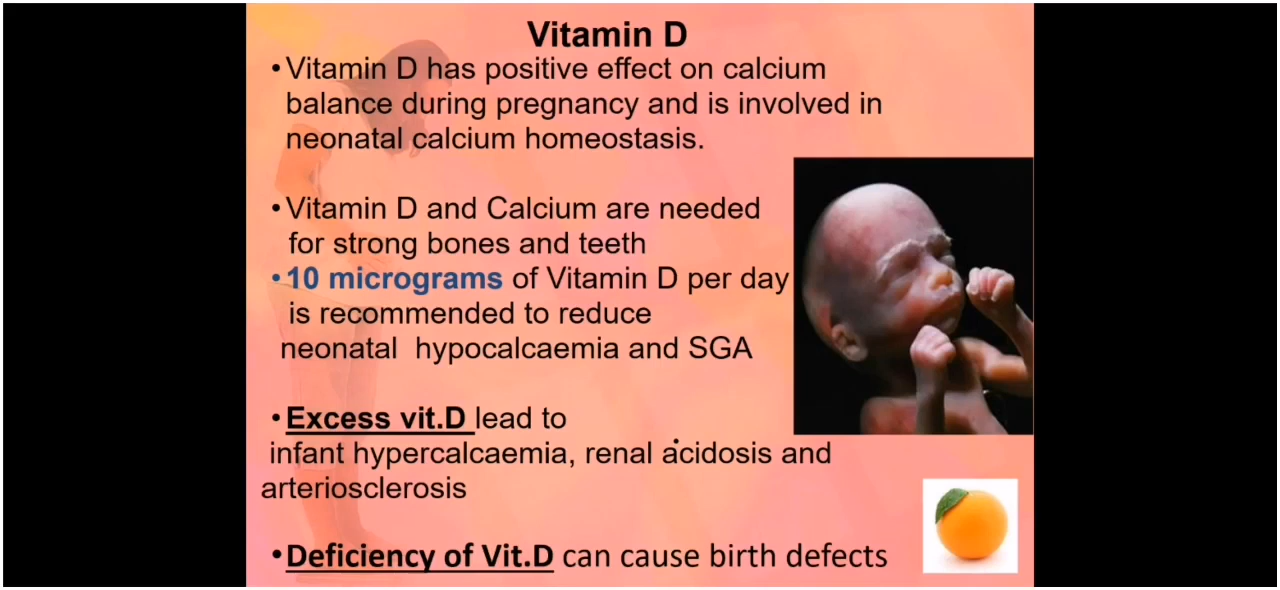 Vitamin D
•Vitamin D has positive effect on calcium
balance during pregnancy and is involved in
neonatal calcium homeostasis.
•Vitamin D and Calcium are needed
for strong bones and teeth
•10 micrograms of Vitamin D per day
is recommended to reduce
neonatal hypocalcaemia and SGA
•Excess vit.D lead to
infant hypercalcaemia, renal acidosis and
arteriosclerosis
•Deficiency of Vit.D can cause birth defects